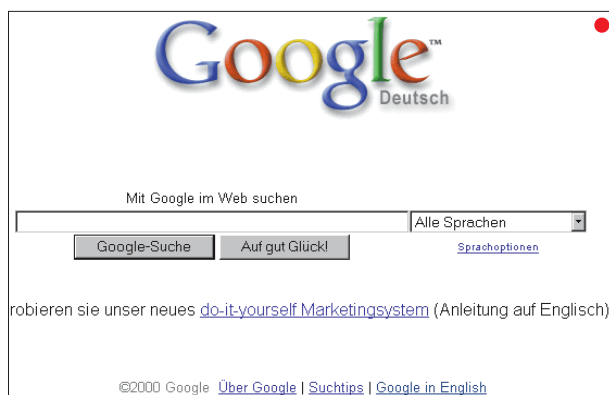 Google™
Deutsch
Mit Google im Web suchen
Alle Sprachen
Google-Suche Auf gut Glück!
Sprachoptionen
robieren sie unser neues do-it-yourself Marketingsystem (Anleitung auf Englisch)
©2000 Google Über Google | Suchtips | Google in English